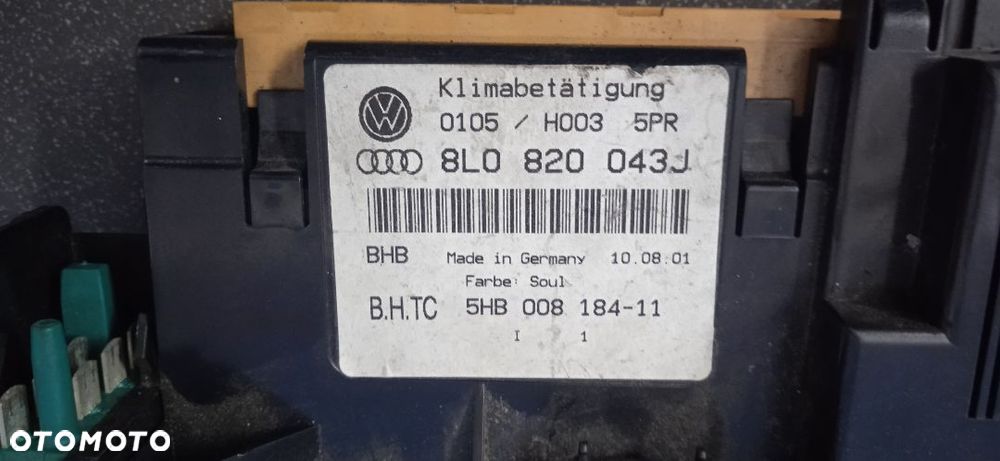 Klimabetätigung
0105 / H003 5PR
8L0 820 043J
BHB Made in Germany 10.08.01
Farbe: Soul
B.H.TC 5HB 008 184-11
I 1
OTOMOTO